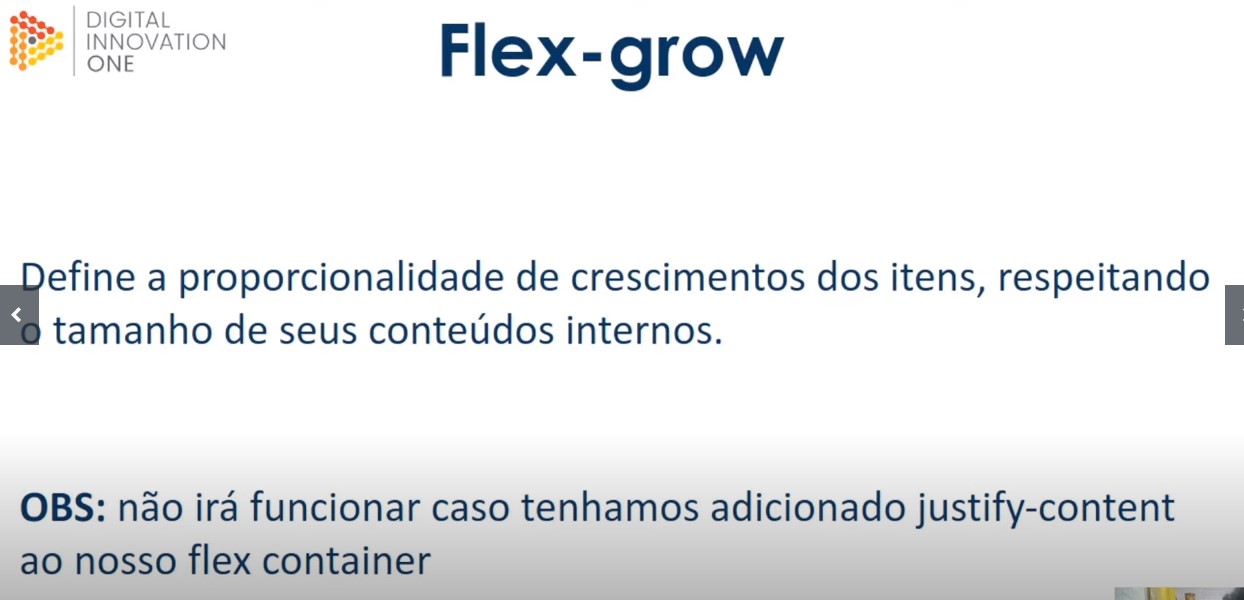 DIGITAL
INNOVATION
ONE
Flex-grow
Define a proporcionalidade de crescimentos dos itens, respeitando
o tamanho de seus conteúdos internos.
OBS: não irá funcionar caso tenhamos adicionado justify-content
ao nosso flex container